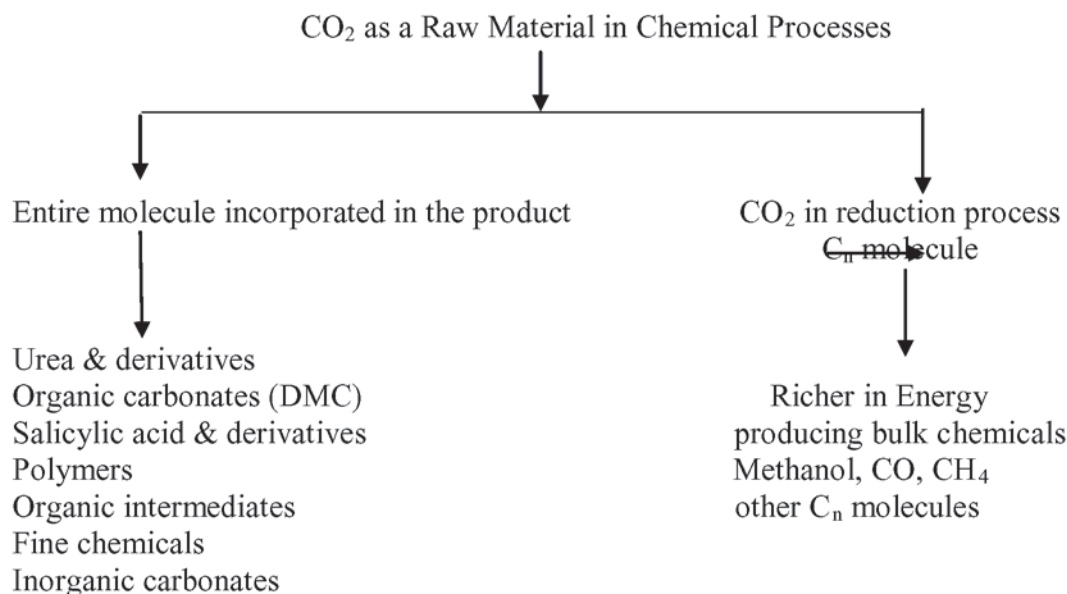 CO₂ as a Raw Material in Chemical Processes
Entire molecule incorporated in the product
Urea & derivatives
Organic carbonates (DMC)
Salicylic acid & derivatives
Polymers
Organic intermediates
Fine chemicals
Inorganic carbonates
CO₂ in reduction process
Cₙ molecule
Richer in Energy
producing bulk chemicals
Methanol, CO, CH₄
other Cₙ molecules